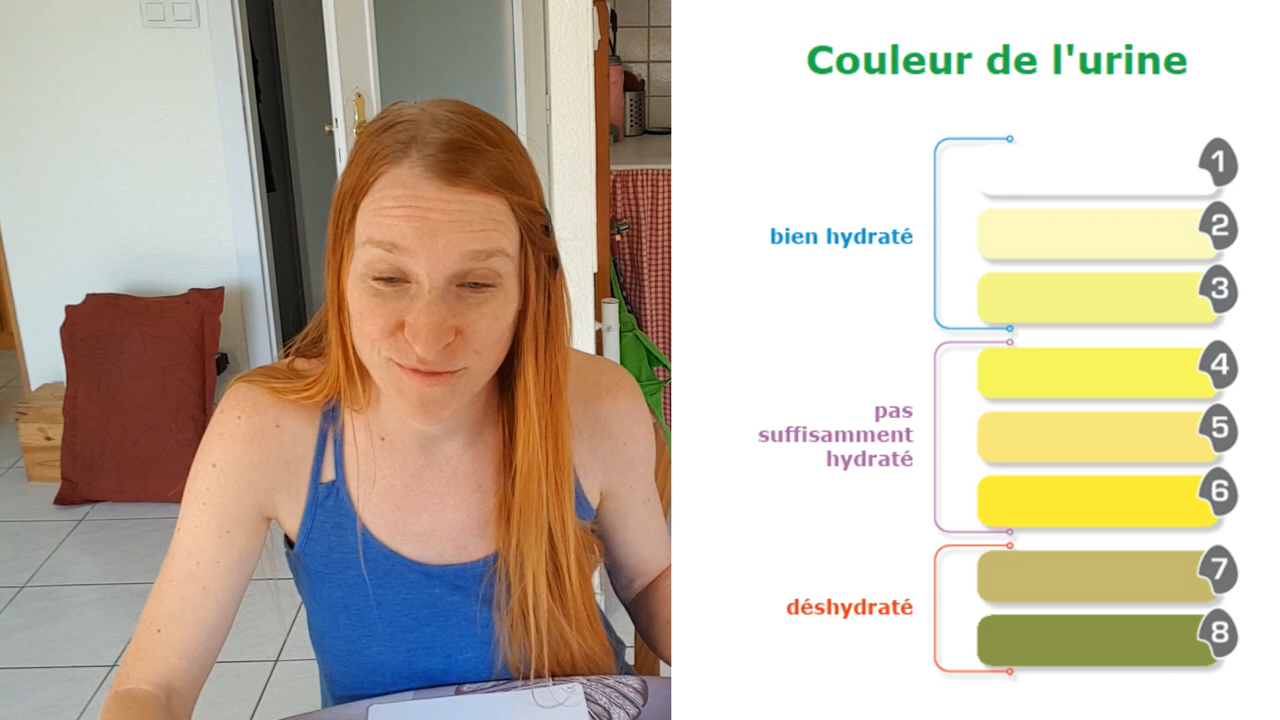 Couleur de l'urine
bien hydraté
1
2
3
pas
suffisamment
hydraté
4
5
6
déshydraté
7
8